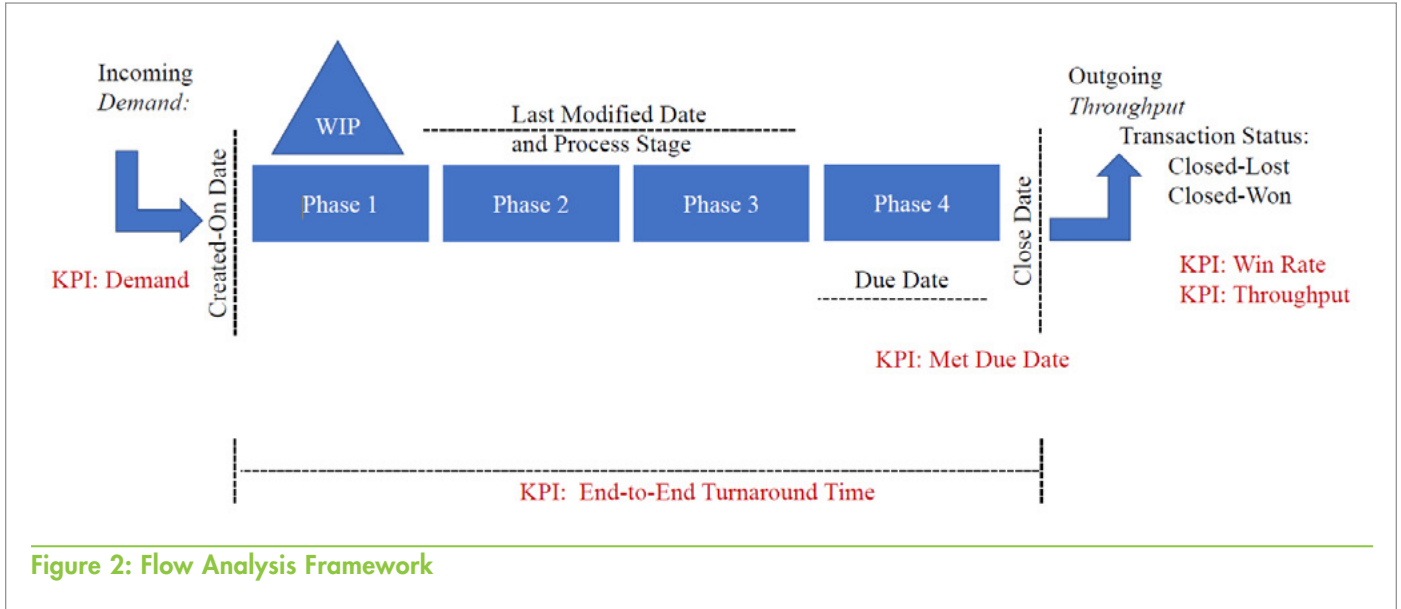 Incoming
Demand:
WIP
Last Modified Date
and Process Stage
Outgoing
Throughput
Transaction Status:
Closed-Lost
Closed-Won
Created-On Date
Phase 1
Phase 2
Phase 3
Phase 4
Close Date
KPI: Demand
Due Date
KPI: Win Rate
KPI: Throughput
KPI: Met Due Date
KPI: End-to-End Turnaround Time
Figure 2: Flow Analysis Framework